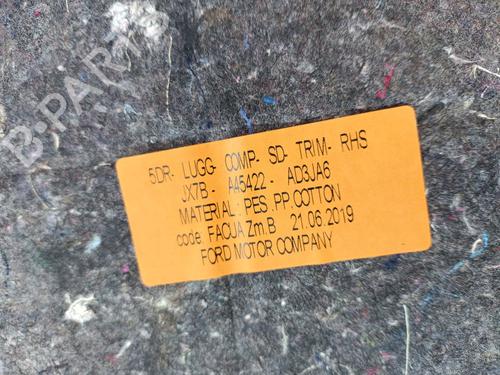 B-PARTS
5DR- LUGG- COMP- SD- TRIM- RHS
JX7B- A45422- AD3JA6
MATERIAL : PES ,PP.COTTON
code: FACUA Zm.B 21.06.2019
FORD MOTOR COMPANY